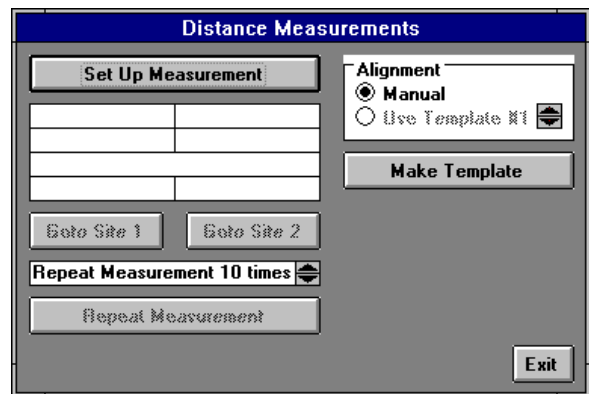 Distance Measurements
Set Up Measurement
Alignment
Manual
Use Template #1
Make Template
Goto Site 1
Goto Site 2
Repeat Measurement 10 times
Repeat Measurement
Exit